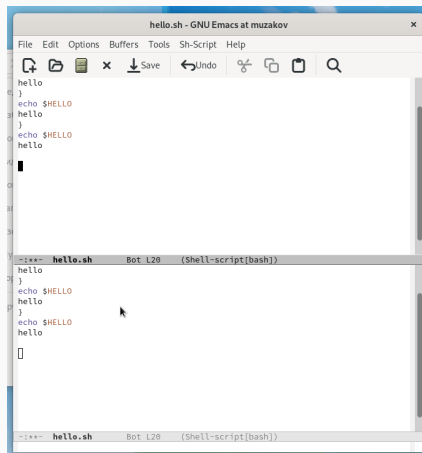 hello.sh - GNU Emacs at muzakov
File Edit Options Buffers Tools Sh-Script Help
Save Undo
hello
}
echo $HELLO
hello
}
echo $HELLO
hello
-:**- hello.sh Bot L20 (Shell-script[bash])
hello
}
echo $HELLO
hello
}
echo $HELLO
hello
-:**- hello.sh Bot L20 (Shell-script[bash])